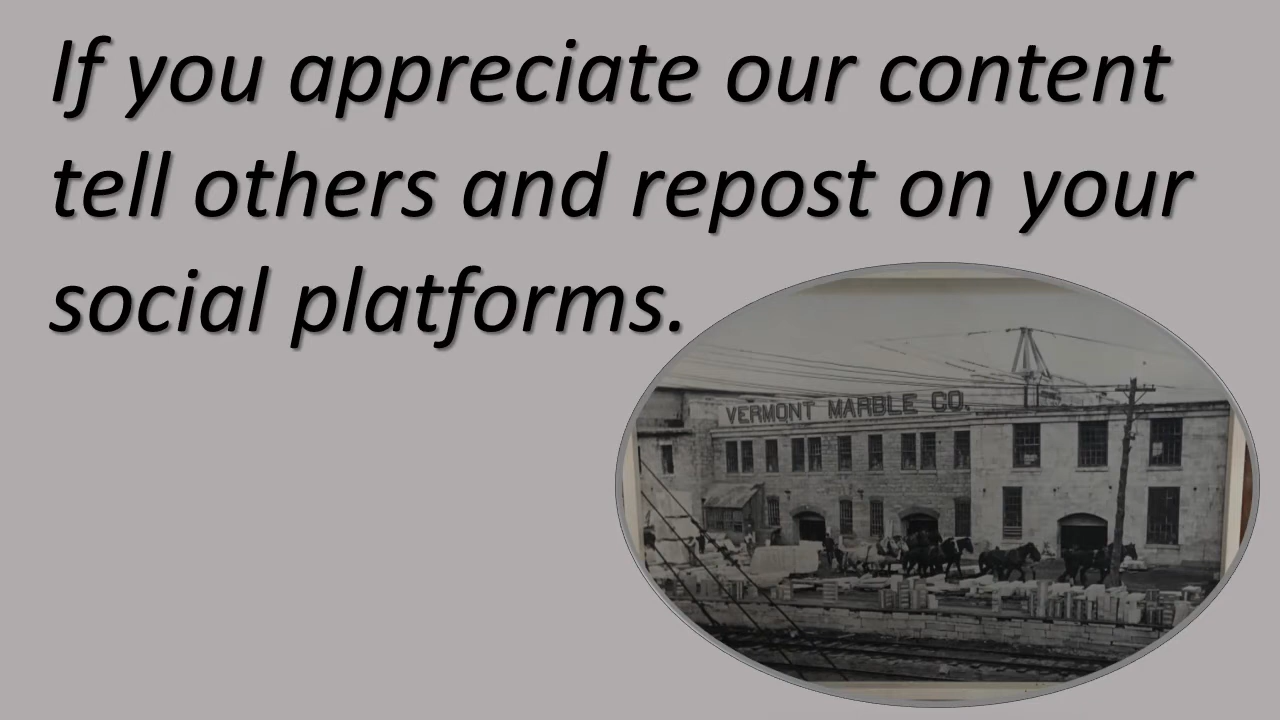 If you appreciate our content
tell others and repost on your
social platforms.
VERMONT MARBLE CO.